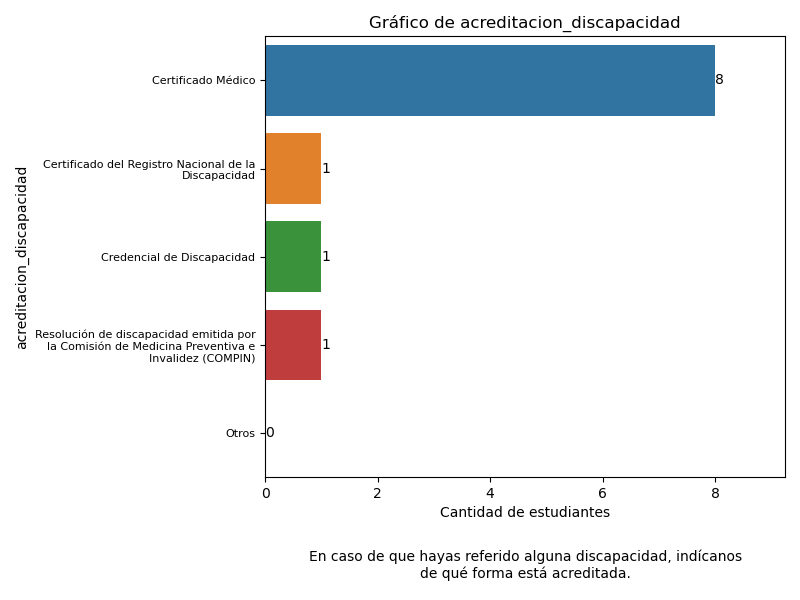 Gráfico de acreditacion_discapacidad
acreditacion_discapacidad
Certificado Médico
8
Certificado del Registro Nacional de la
Discapacidad
1
Credencial de Discapacidad
1
Resolución de discapacidad emitida por
la Comisión de Medicina Preventiva e
Invalidez (COMPIN)
1
Otros
0
0 2 4 6 8
Cantidad de estudiantes
En caso de que hayas referido alguna discapacidad, indícanos
de qué forma está acreditada.